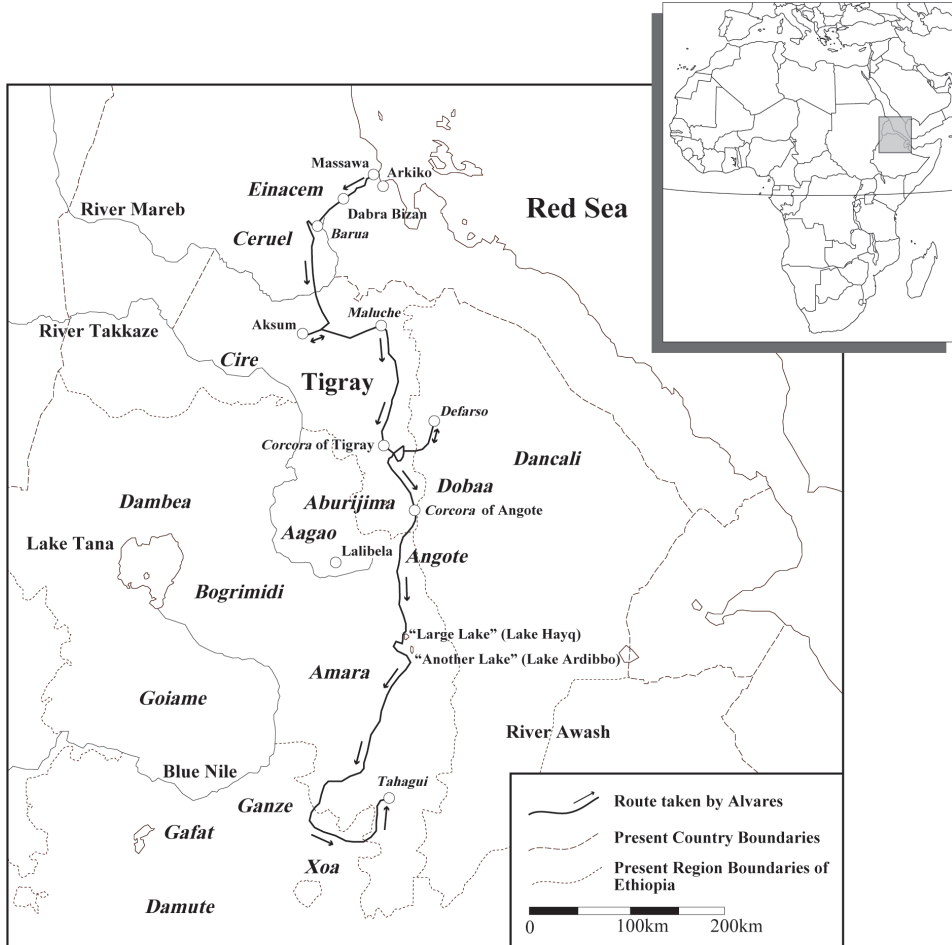 Massawa
Arkiko
Einacem
Dabra Bizan
River Mareb
Red Sea
Barua
Ceruel
Maluche
Aksum
River Takkaze
Cire
Tigray
Defarso
Corcora of Tigray
Dancali
Dobaa
Dambea
Aburijima
Corcora of Angote
Aagao
Lake Tana
Lalibela
Angote
Bogrimidi
“Large Lake” (Lake Hayq)
“Another Lake” (Lake Ardibbo)
Amara
Goiame
River Awash
Blue Nile
Tahagui
Ganze
Gafat
Xoa
Damute
Route taken by Alvares
Present Country Boundaries
Present Region Boundaries of
Ethiopia
0 100km 200km